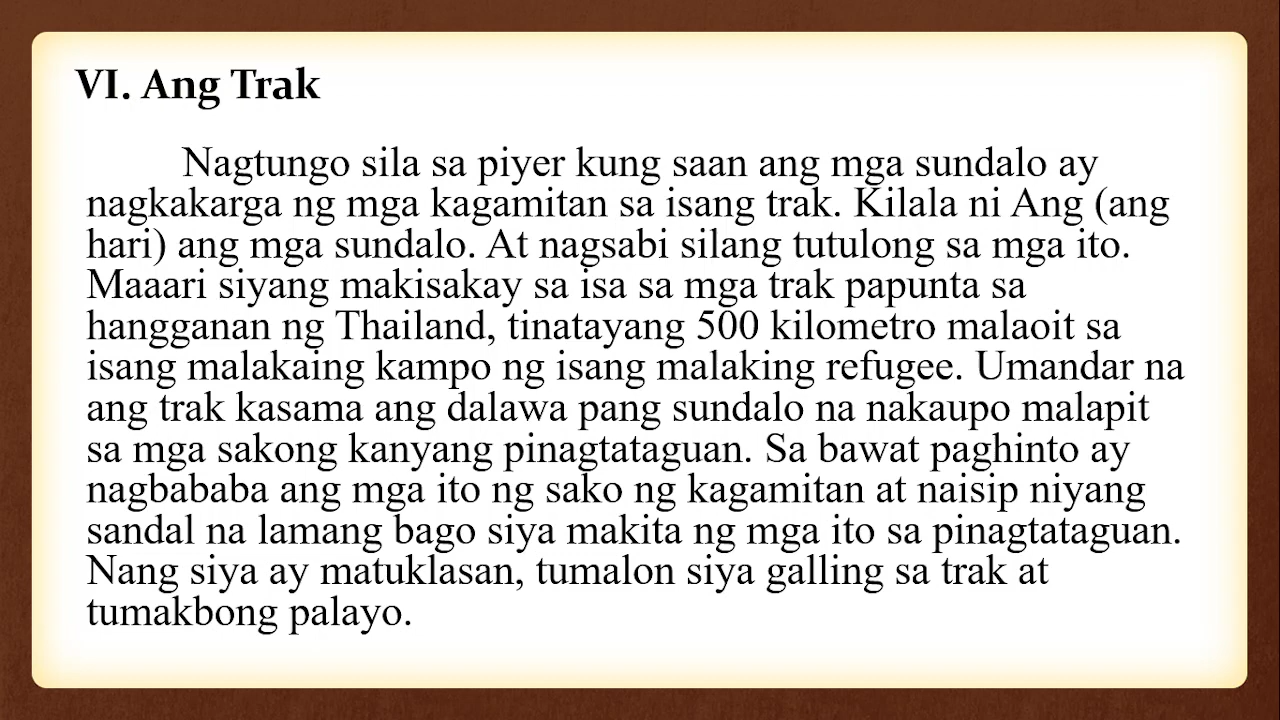 VI. Ang Trak
Nagtungo sila sa piyer kung saan ang mga sundalo ay
nagkakarga ng mga kagamitan sa isang trak. Kilala ni Ang (ang
hari) ang mga sundalo. At nagsabi silang tutulong sa mga ito.
Maaari siyang makisakay sa isa sa mga trak papunta sa
hangganan ng Thailand, tinatayang 500 kilometro malaoit sa
isang malakaing kampo ng isang malaking refugee. Umandar na
ang trak kasama ang dalawa pang sundalo na nakaupo malapit
sa mga sakong kanyang pinagtataguan. Sa bawat paghinto ay
nagbababa ang mga ito ng sako ng kagamitan at naisip niyang
sandal na lamang bago siya makita ng mga ito sa pinagtataguan.
Nang siya ay matuklasan, tumalon siya galling sa trak at
tumakbong palayo.